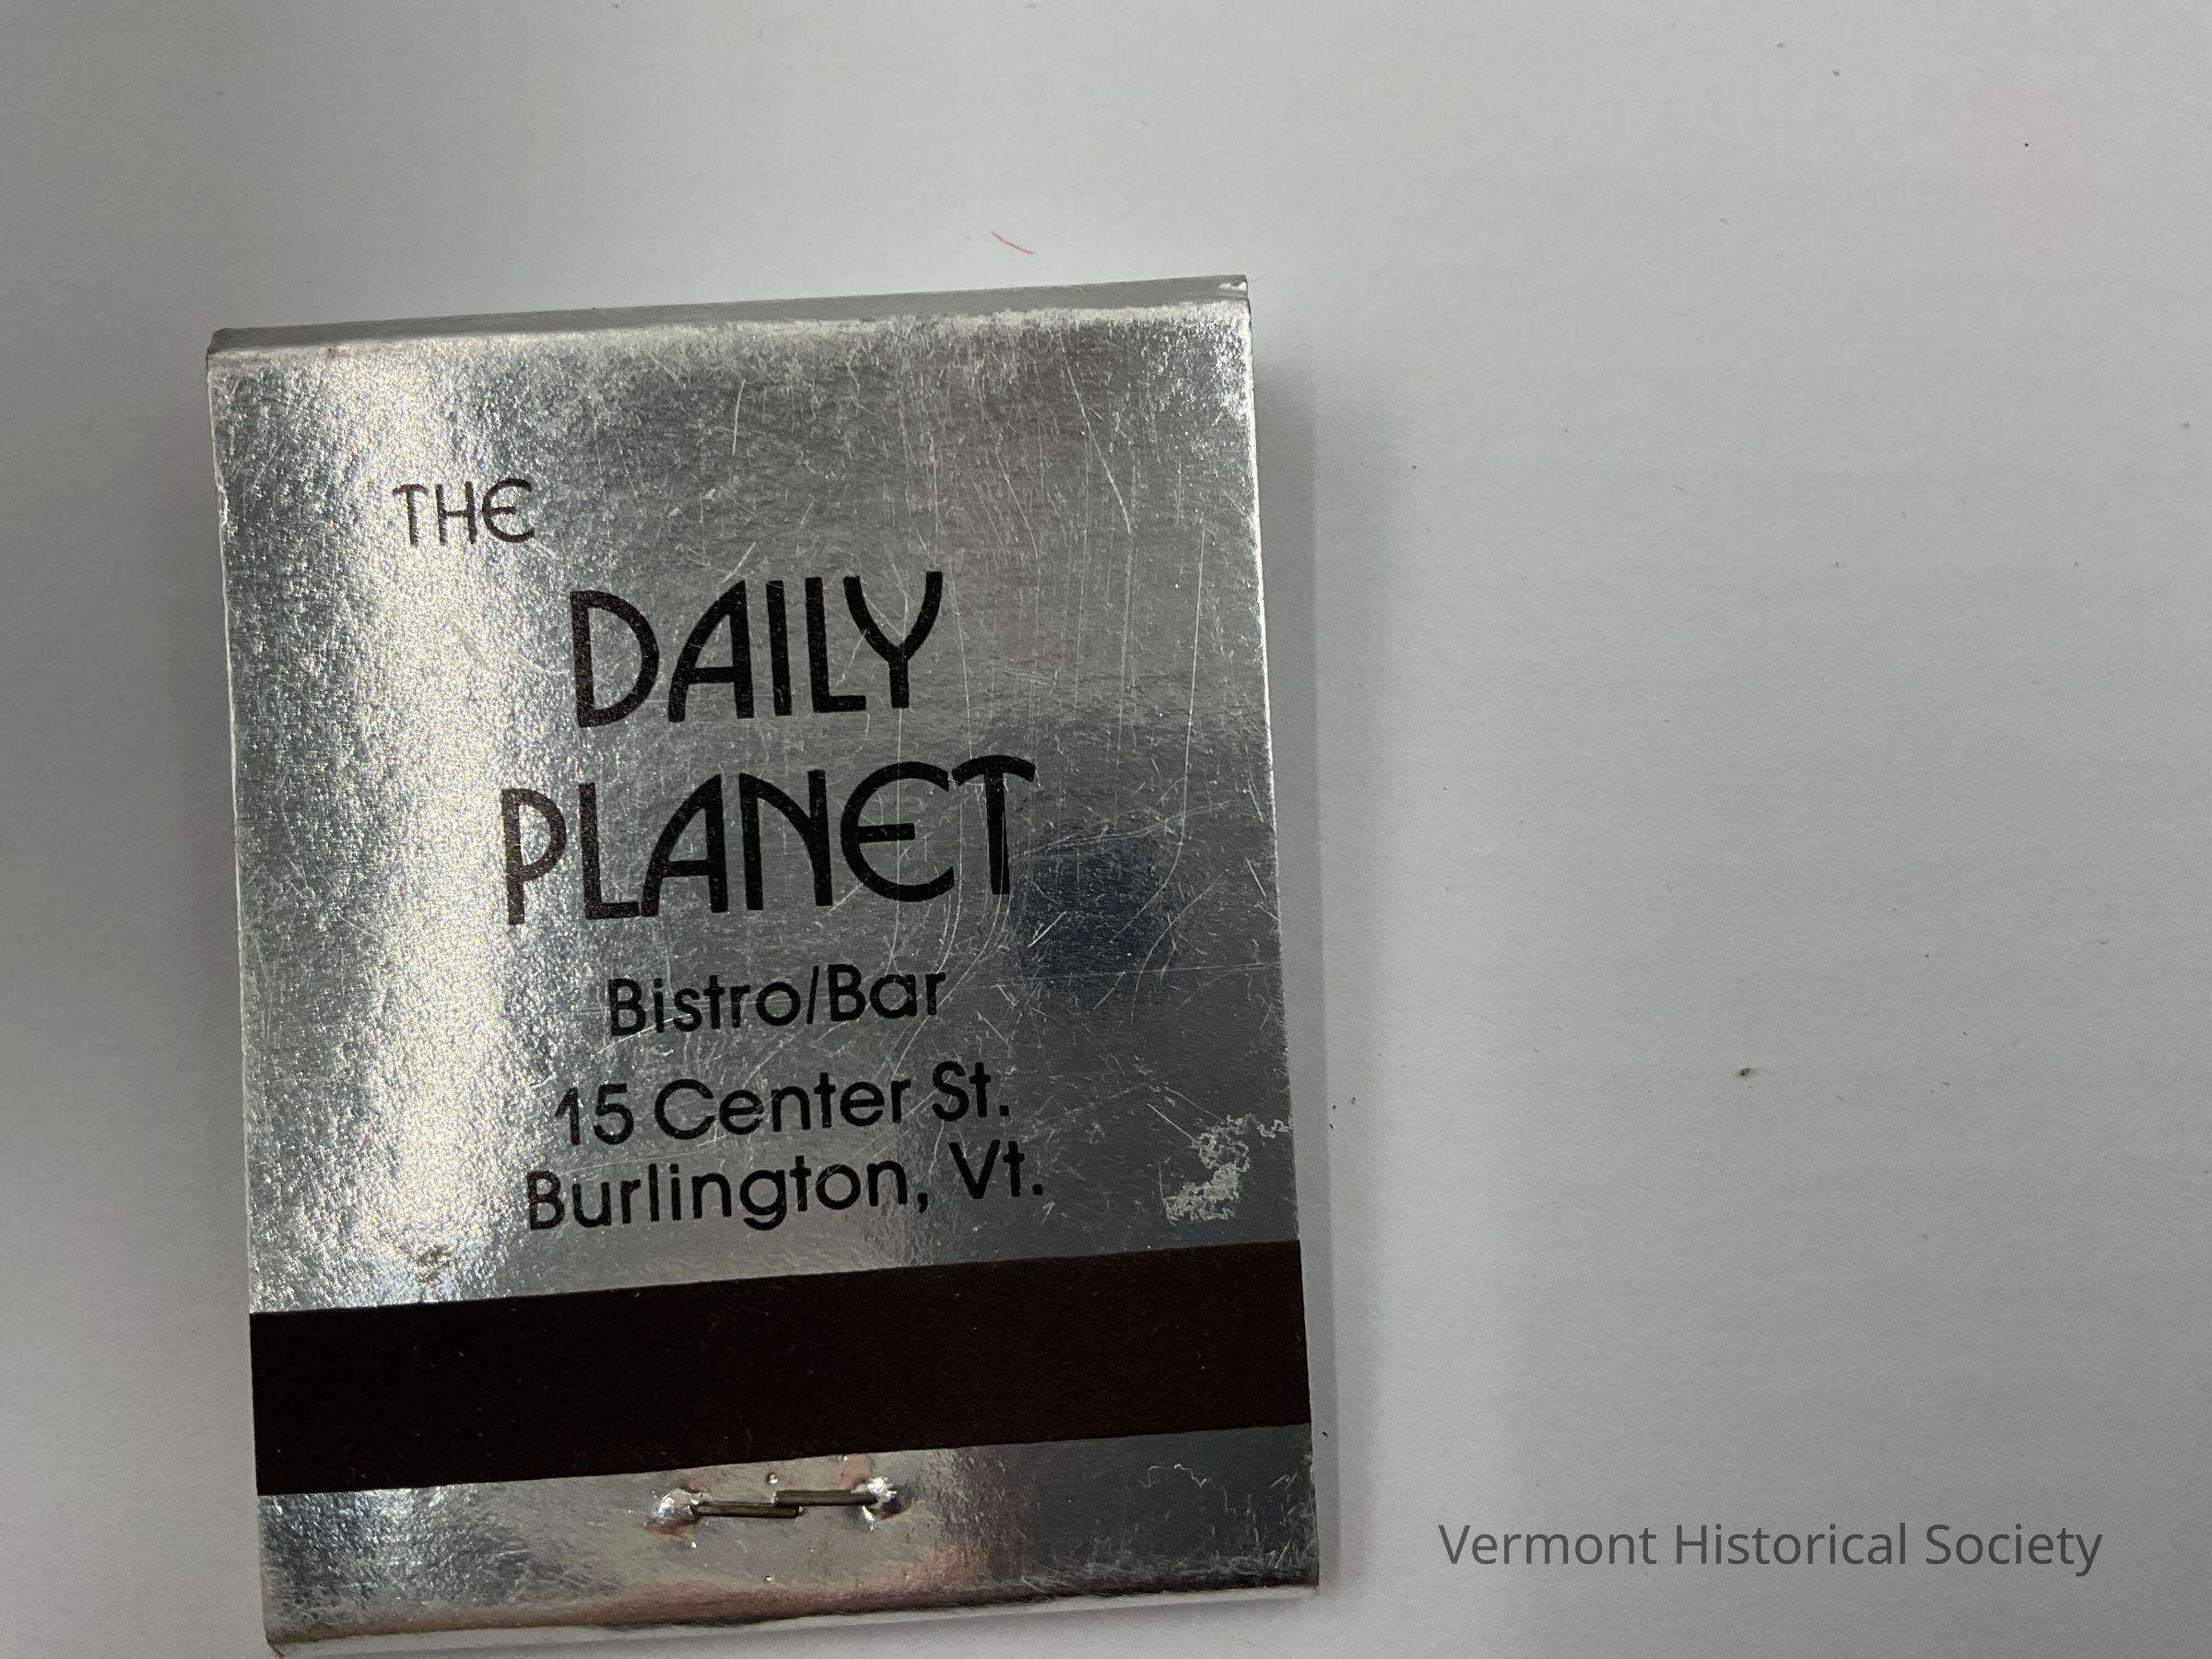 THE
DAILY
PLANET
Bistro/Bar
15 Center St.
Burlington, Vt.
Vermont Historical Society